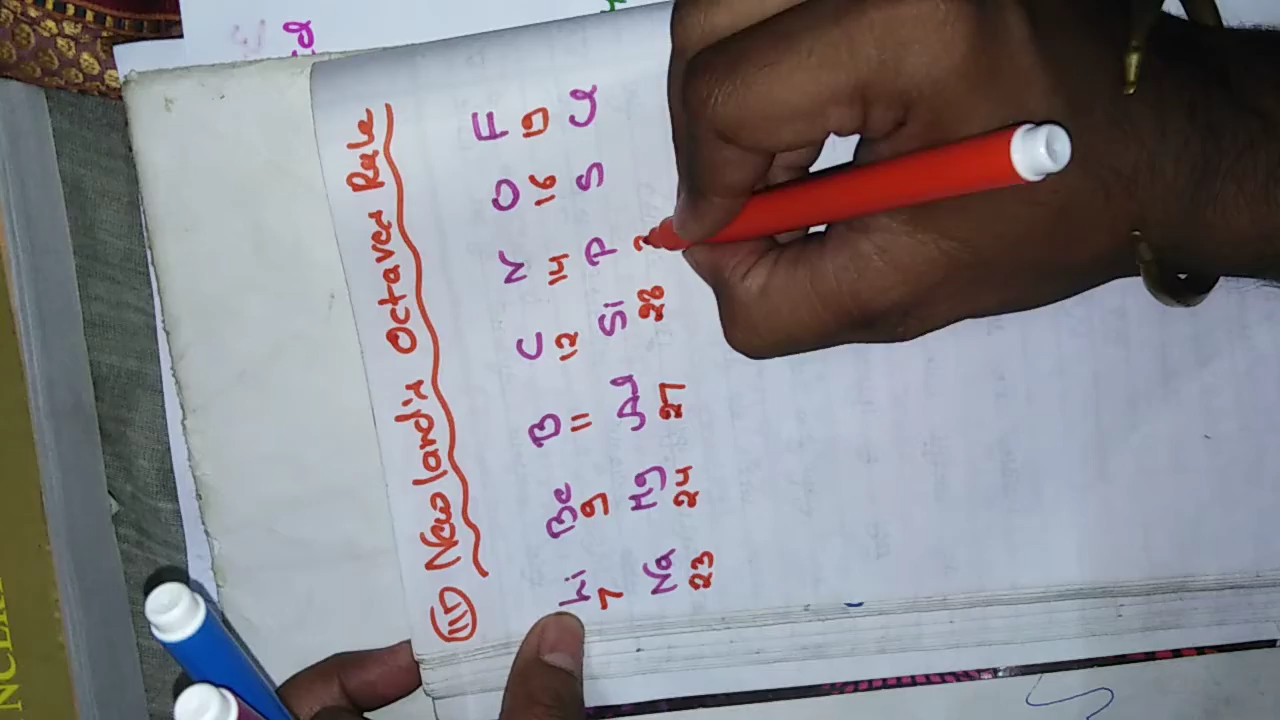 (III) Newland's Octaves Rule
Li Be B C N O F
7 9 11 12 14 16 19
Na Mg Al Si P S Cl
23 24 27 28